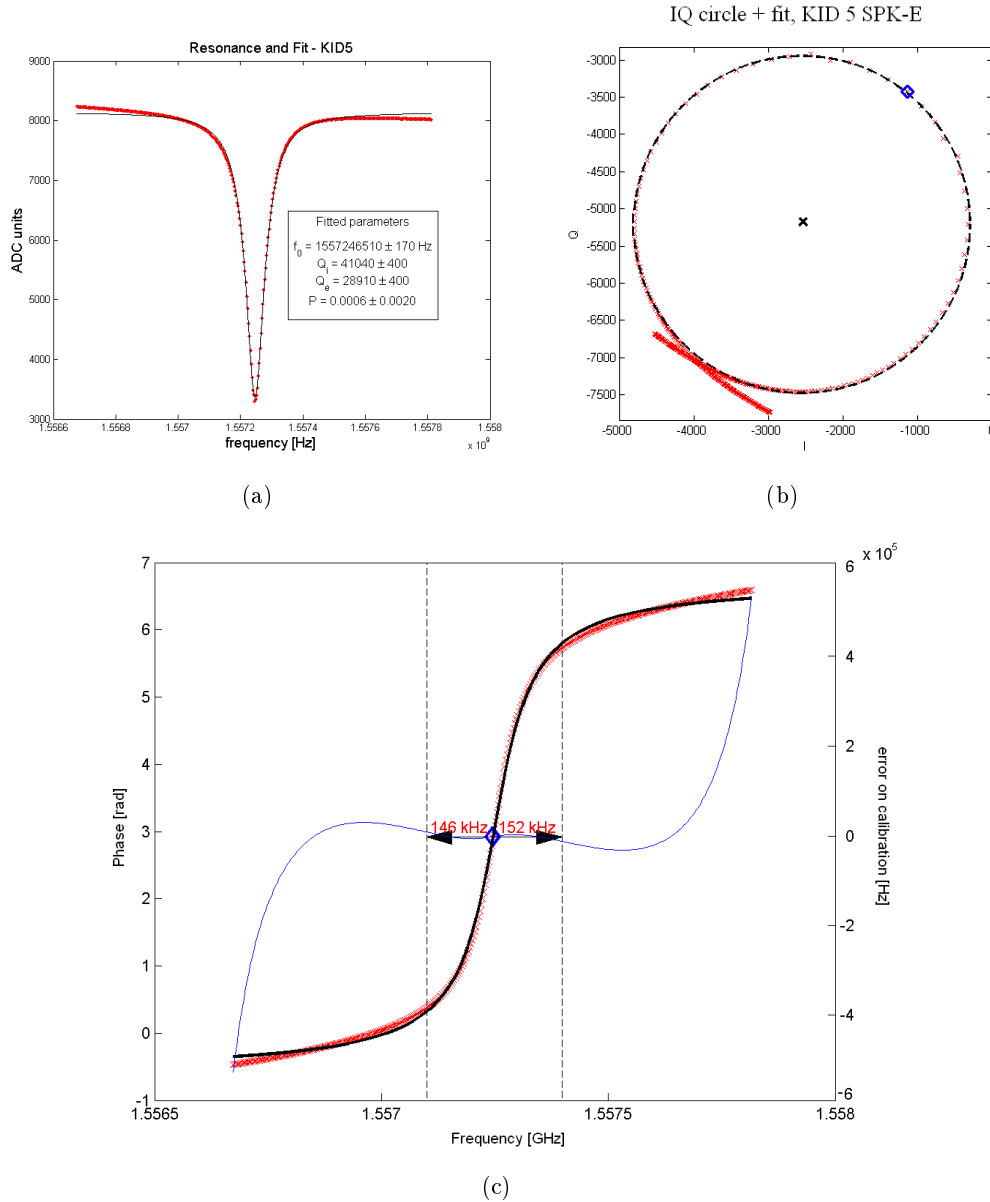 Resonance and Fit - KID5
9000
8000
7000
6000
5000
4000
3000
ADC units
Fitted parameters
f_0 = 1557246510 ± 170 Hz
Q_i = 41040 ± 400
Q_e = 28910 ± 400
P = 0.0006 ± 0.0020
1.5566 1.5568 1.557 1.5572 1.5574 1.5576 1.5578 1.558
x 10^9
frequency [Hz]
(a)
IQ circle + fit, KID 5 SPK-E
-3000
-3500
-4000
-4500
-5000
-5500
-6000
-6500
-7000
-7500
Q
-5000 -4000 -3000 -2000 -1000 0
I
(b)
7
6
5
4
3
2
1
0
-1
Phase [rad]
146 kHz 152 kHz
x 10^5
6
4
2
0
-2
-4
-6
error on calibration [Hz]
1.5565 1.557 1.5575 1.558
Frequency [GHz]
(c)